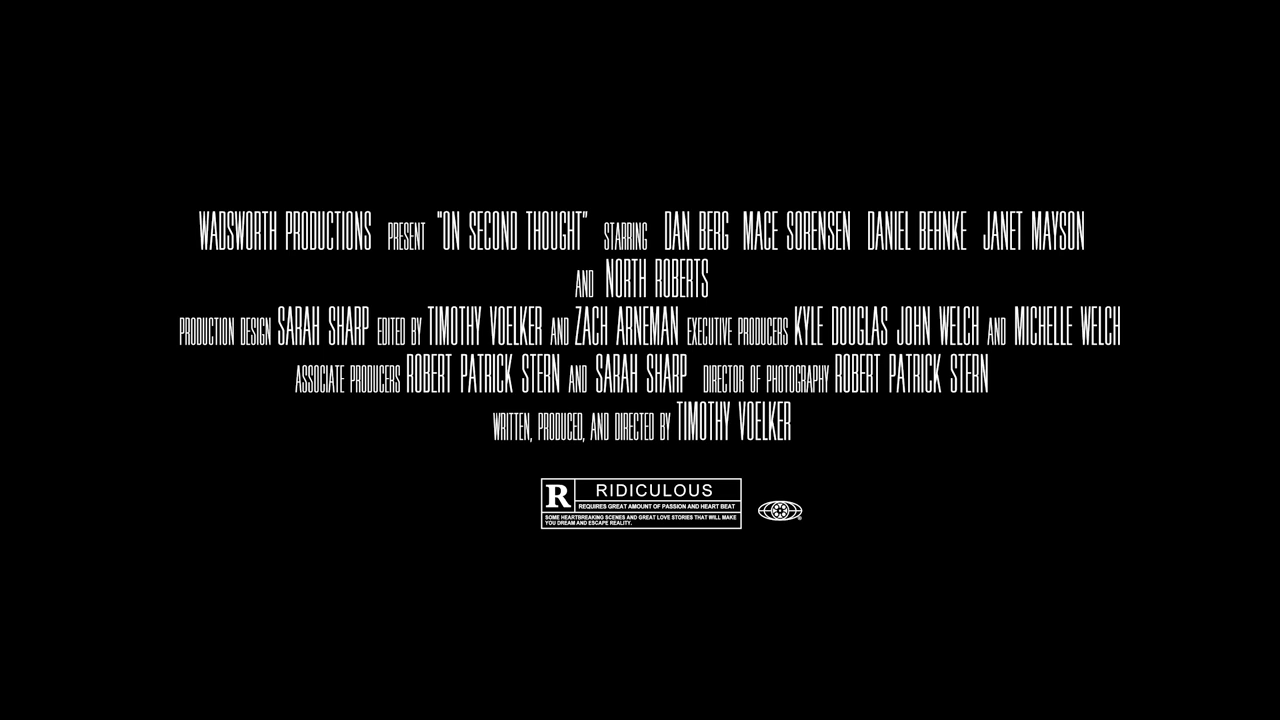 WADSWORTH PRODUCTIONS PRESENT "ON SECOND THOUGHT" STARRING DAN BERG MACE SORENSEN DANIEL BEHNKE JANET MAYSON
AND NORTH ROBERTS
PRODUCTION DESIGN SARAH SHARP EDITED BY TIMOTHY VOELKER AND ZACH ARNEMAN EXECUTIVE PRODUCERS KYLE DOUGLAS JOHN WELCH AND MICHELLE WELCH
ASSOCIATE PRODUCERS ROBERT PATRICK STERN AND SARAH SHARP DIRECTOR OF PHOTOGRAPHY ROBERT PATRICK STERN
WRITTEN, PRODUCED, AND DIRECTED BY TIMOTHY VOELKER
R RIDICULOUS
REQUIRES GREAT AMOUNT OF PASSION AND HEART BEAT
SOME HEARTBREAKING SCENES AND GREAT LOVE STORIES THAT WILL MAKE
YOU DREAM AND ESCAPE REALITY.
®